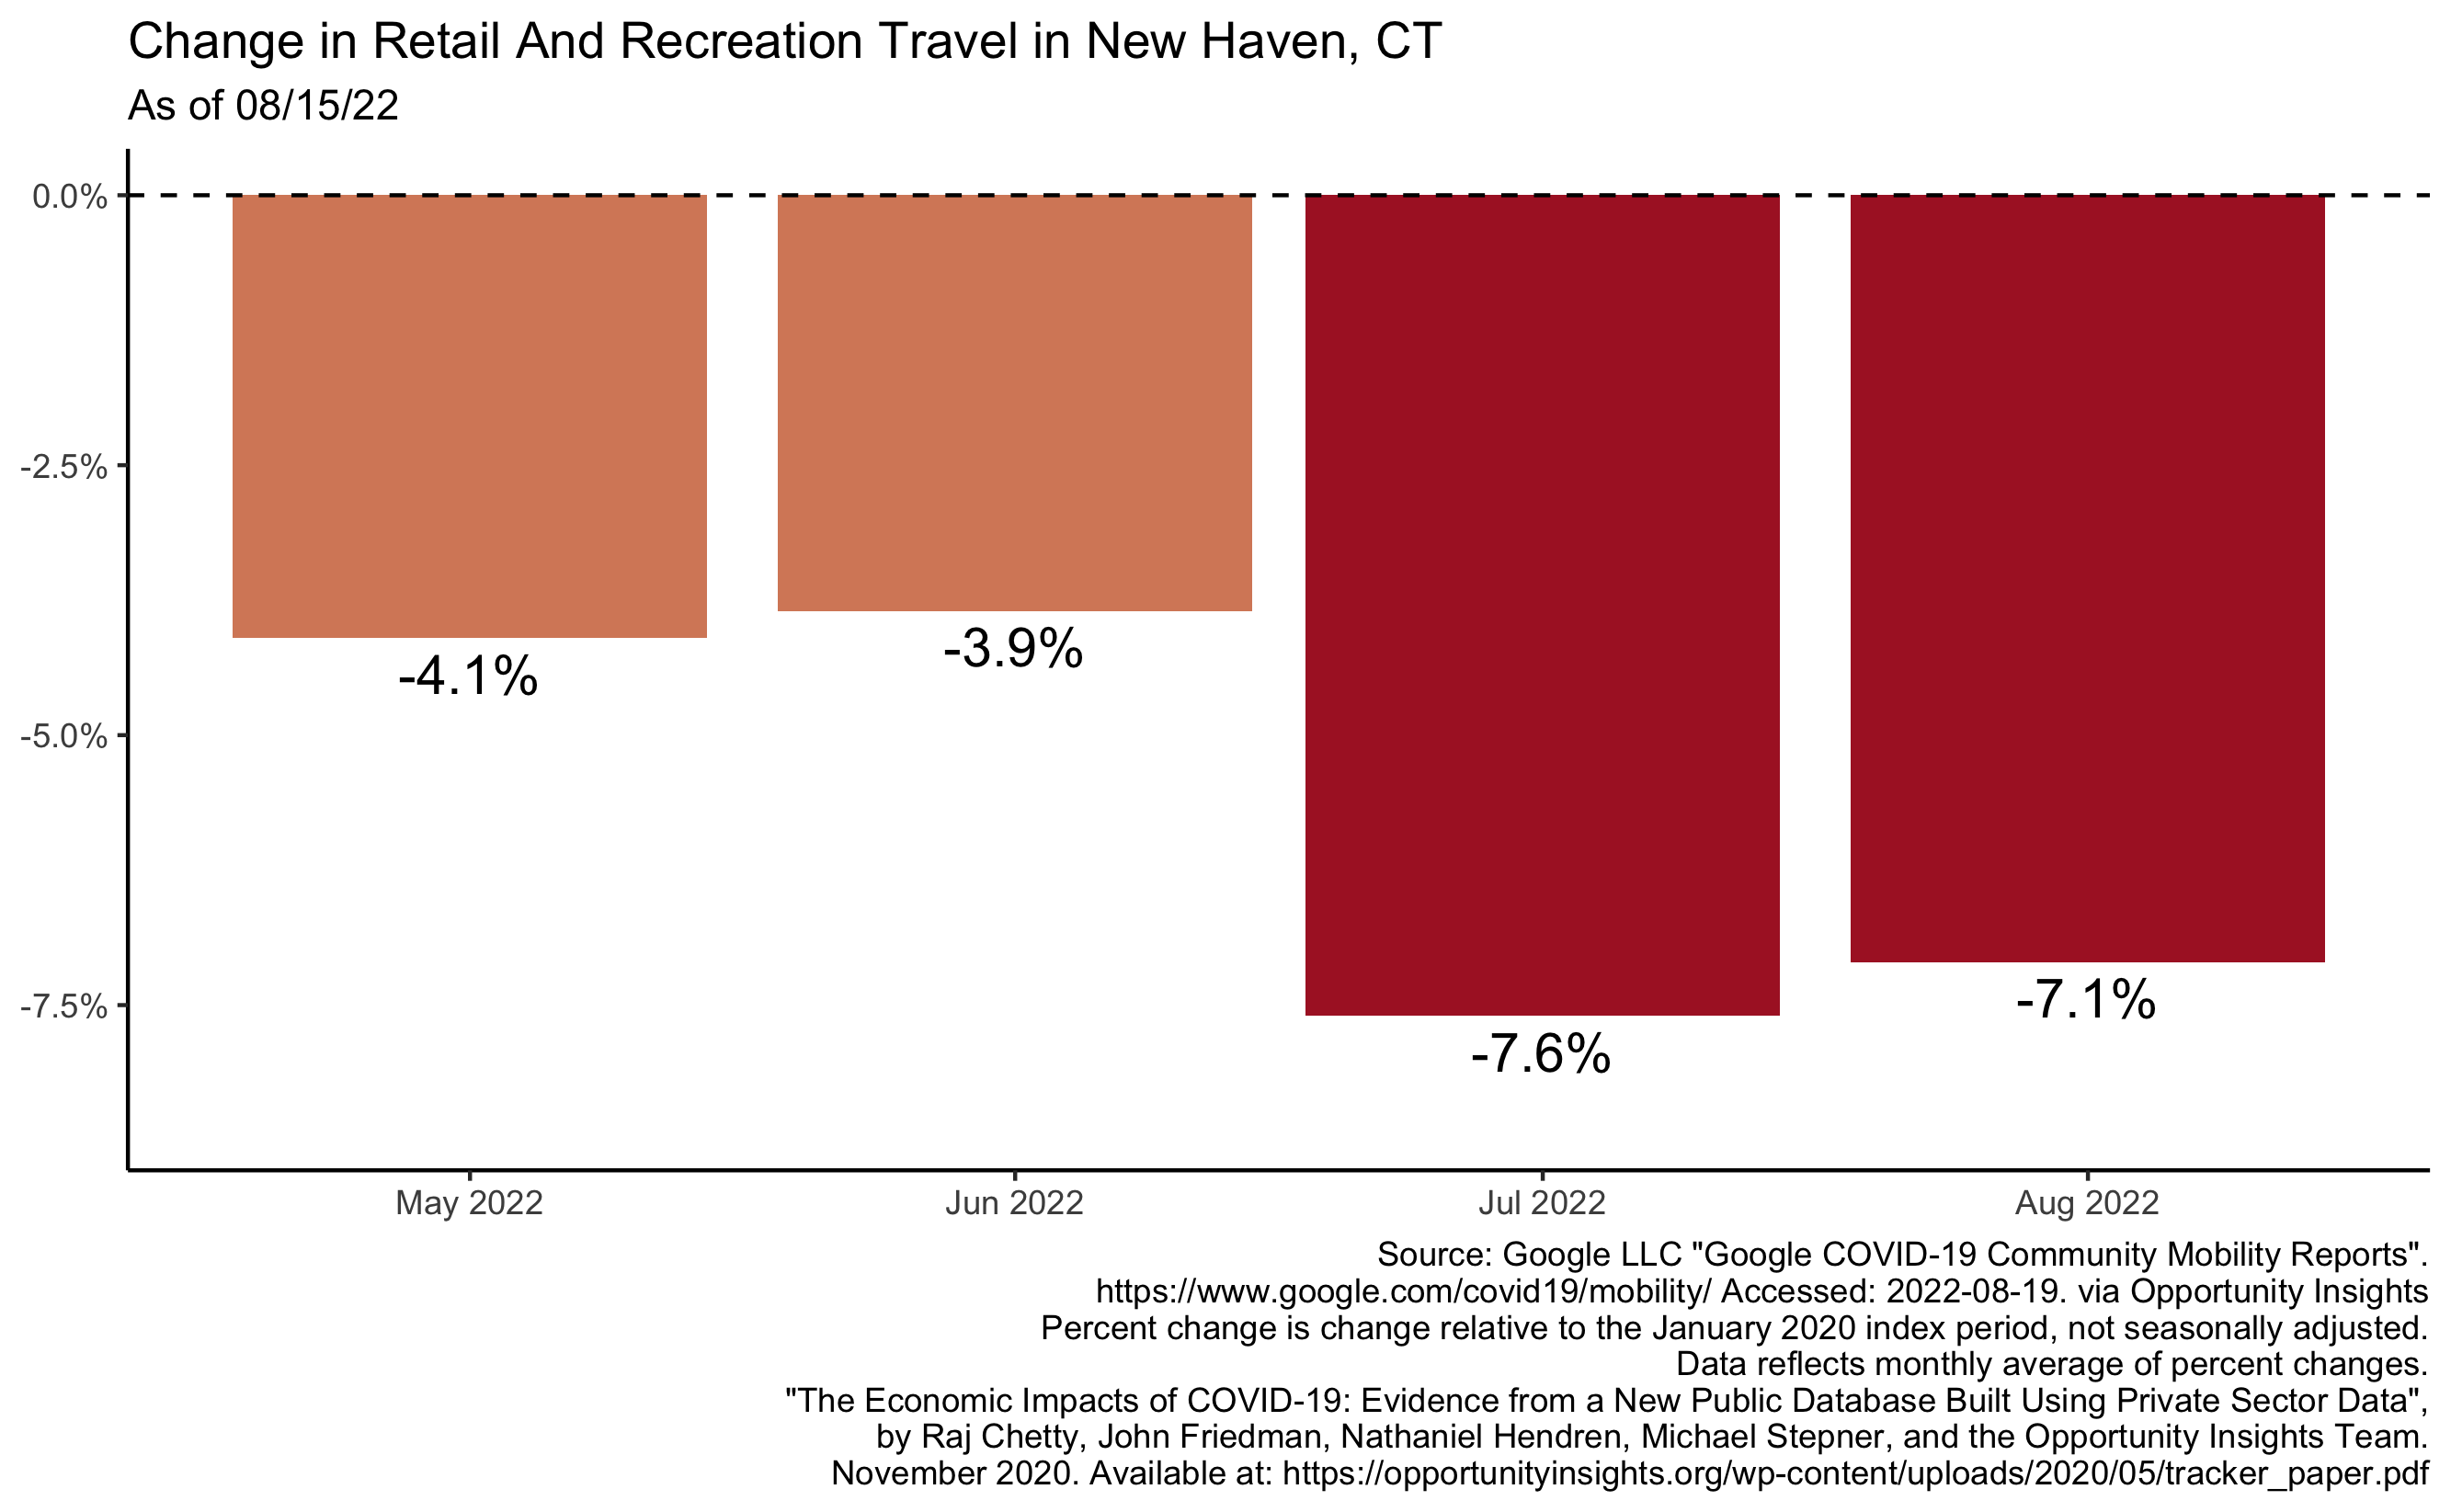 Change in Retail And Recreation Travel in New Haven, CT
As of 08/15/22
0.0%
-2.5%
-5.0%
-7.5%
-4.1%
-3.9%
-7.6%
-7.1%
May 2022
Jun 2022
Jul 2022
Aug 2022
Source: Google LLC "Google COVID-19 Community Mobility Reports".
https://www.google.com/covid19/mobility/ Accessed: 2022-08-19. via Opportunity Insights
Percent change is change relative to the January 2020 index period, not seasonally adjusted.
Data reflects monthly average of percent changes.
"The Economic Impacts of COVID-19: Evidence from a New Public Database Built Using Private Sector Data",
by Raj Chetty, John Friedman, Nathaniel Hendren, Michael Stepner, and the Opportunity Insights Team.
November 2020. Available at: https://opportunityinsights.org/wp-content/uploads/2020/05/tracker_paper.pdf